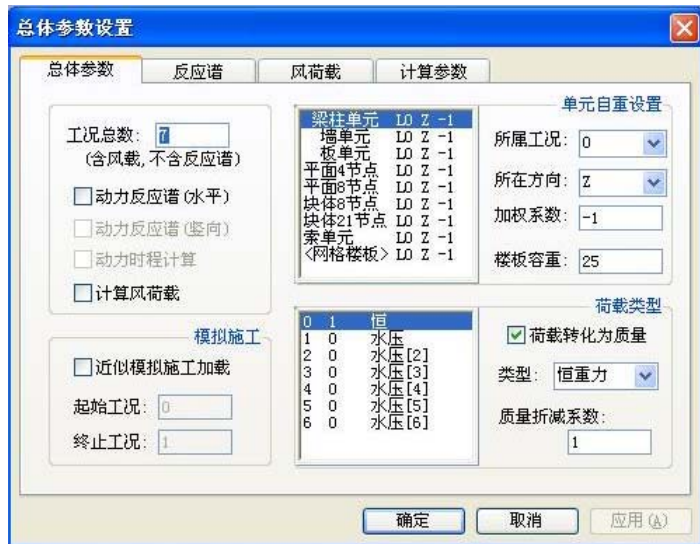 总体参数设置
总体参数 反应谱 风荷载 计算参数
工况总数: 7
(含风载,不含反应谱)
动力反应谱(水平)
动力反应谱(竖向)
动力时程计算
计算风荷载
模拟施工
近似模拟施工加载
起始工况: 0
终止工况: 1
梁柱单元 L0 Z -1
墙单元 L0 Z -1
板单元 L0 Z -1
平面4节点 L0 Z -1
平面8节点 L0 Z -1
块体8节点 L0 Z -1
块体21节点 L0 Z -1
索单元 L0 Z -1
<网格楼板> L0 Z -1
单元自重设置
所属工况: 0
所在方向: Z
加权系数: -1
楼板容重: 25
0 1 恒
1 0 水压
2 0 水压[2]
3 0 水压[3]
4 0 水压[4]
5 0 水压[5]
6 0 水压[6]
荷载类型
荷载转化为质量
类型: 恒重力
质量折减系数:
1
确定 取消 应用(A)